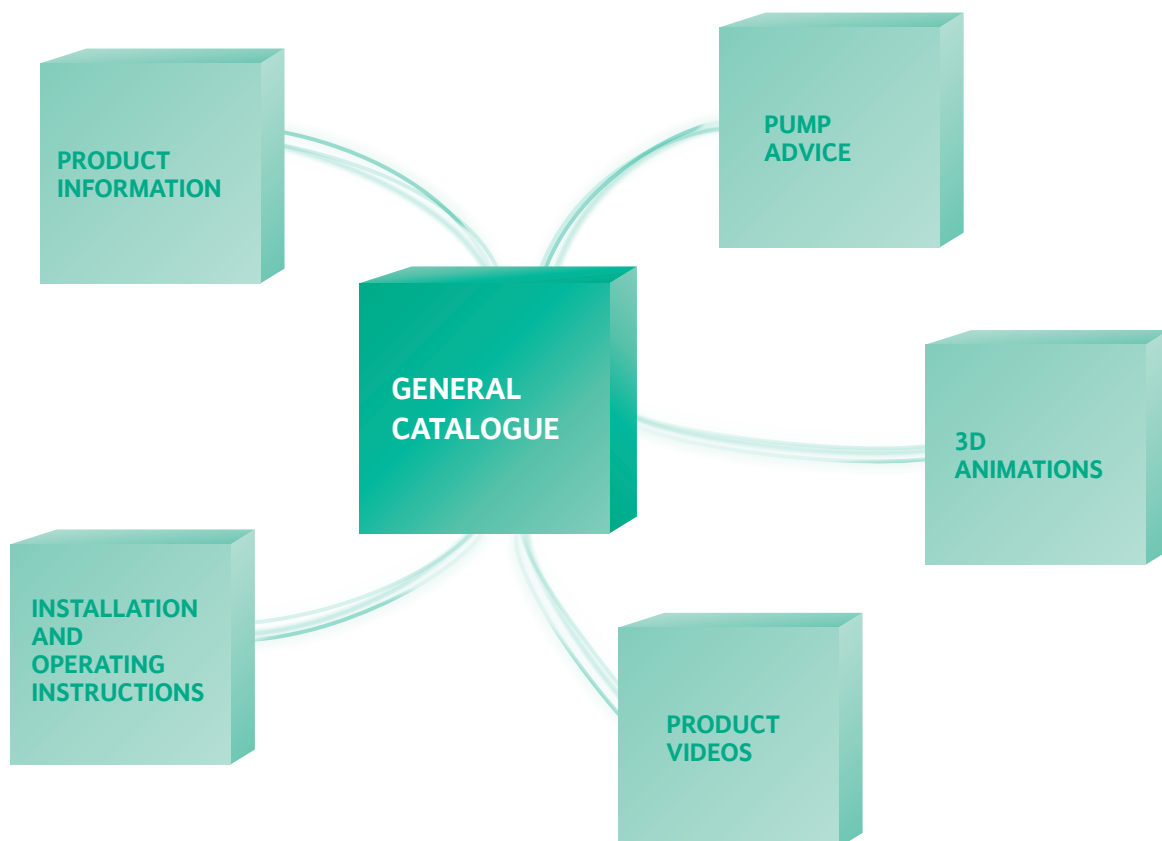 PRODUCT
INFORMATION
PUMP
ADVICE
GENERAL
CATALOGUE
3D
ANIMATIONS
INSTALLATION
AND
OPERATING
INSTRUCTIONS
PRODUCT
VIDEOS